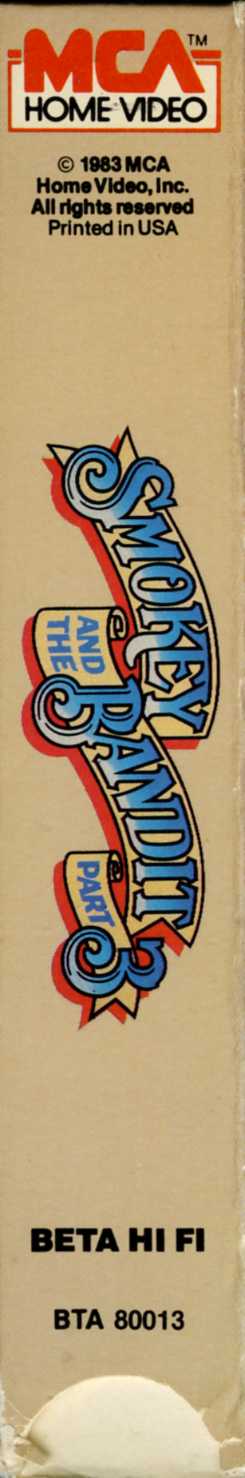 MCA™
HOME VIDEO
© 1983 MCA
Home Video, Inc.
All rights reserved
Printed in USA
SMOKEY
AND
THE
BANDIT
PART
3
BETA HI FI
BTA 80013